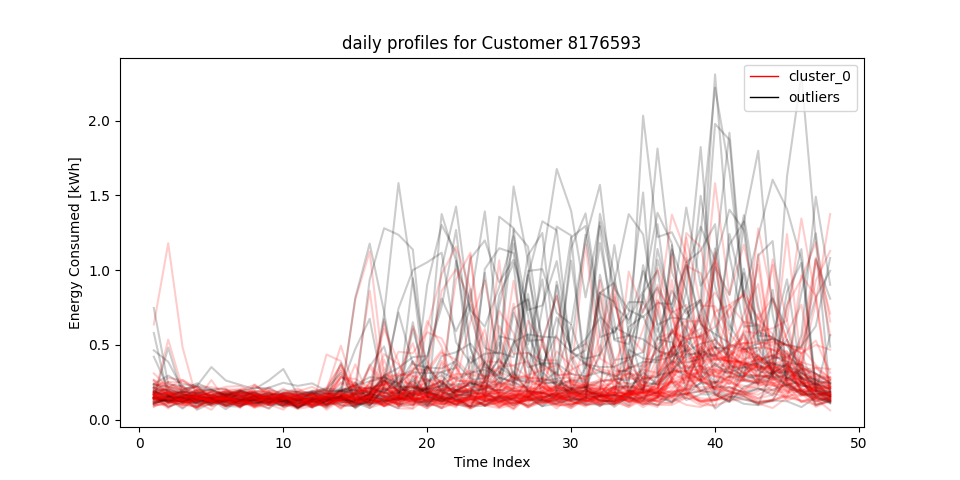 daily profiles for Customer 8176593
cluster_0
outliers
Energy Consumed [kWh]
2.0
1.5
1.0
0.5
0.0
0
10
20
30
40
50
Time Index